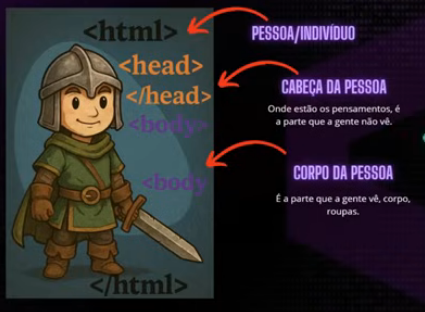 <html>
PESSOA/INDIVÍDUO
<head>
</head>
CABEÇA DA PESSOA
Onde estão os pensamentos, é
a parte que a gente não vê.
<body>
<body
CORPO DA PESSOA
É a parte que a gente vê, corpo,
roupas.
</html>